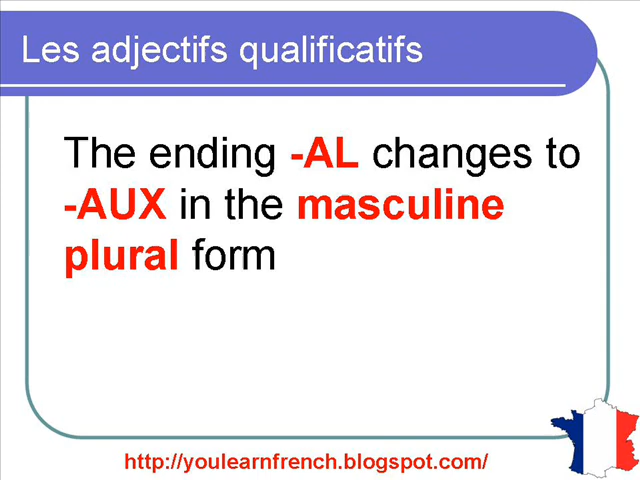 Les adjectifs qualificatifs
The ending -AL changes to
-AUX in the masculine
plural form
http://youlearnfrench.blogspot.com/